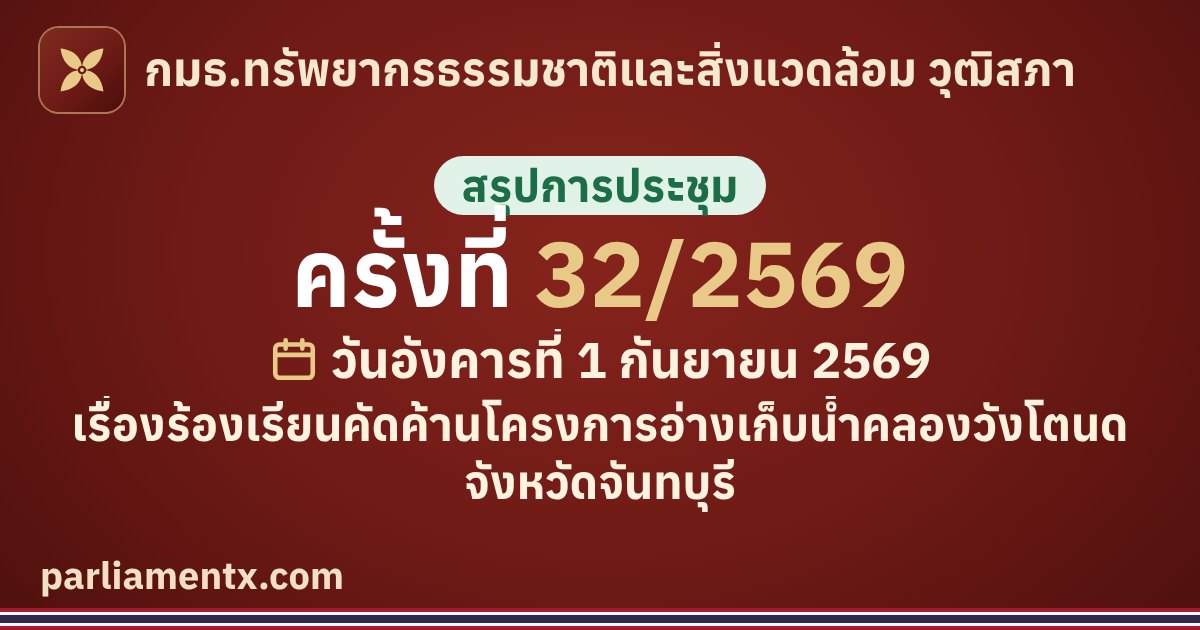 กมธ.ทรัพยากรธรรมชาติและสิ่งแวดล้อม วุฒิสภา
สรุปการประชุม
ครั้งที่ 32/2569
วันอังคารที่ 1 กันยายน 2569
เรื่องร้องเรียนคัดค้านโครงการอ่างเก็บน้ำคลองวังโตนด
จังหวัดจันทบุรี
parliamentx.com